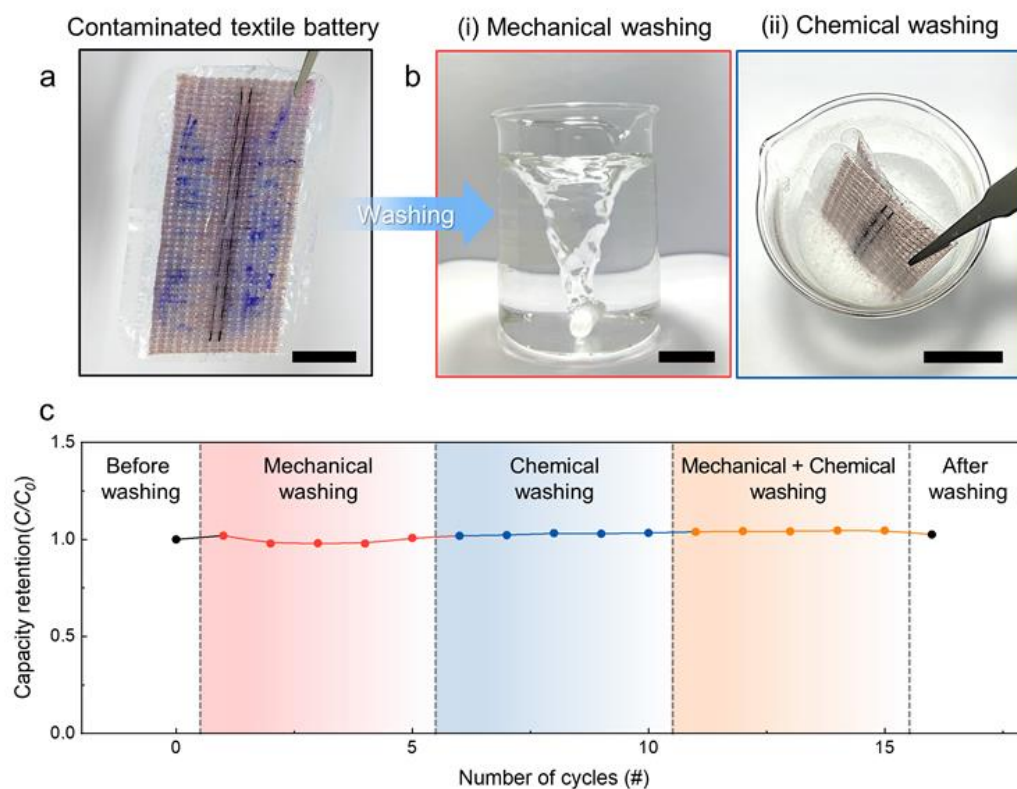 Contaminated textile battery
(i) Mechanical washing
(ii) Chemical washing
a
b
Washing
c
1.5
1.0
0.5
0.0
Capacity retention(C/C₀)
Before
washing
Mechanical
washing
Chemical
washing
Mechanical + Chemical
washing
After
washing
0
5
10
15
Number of cycles (#)